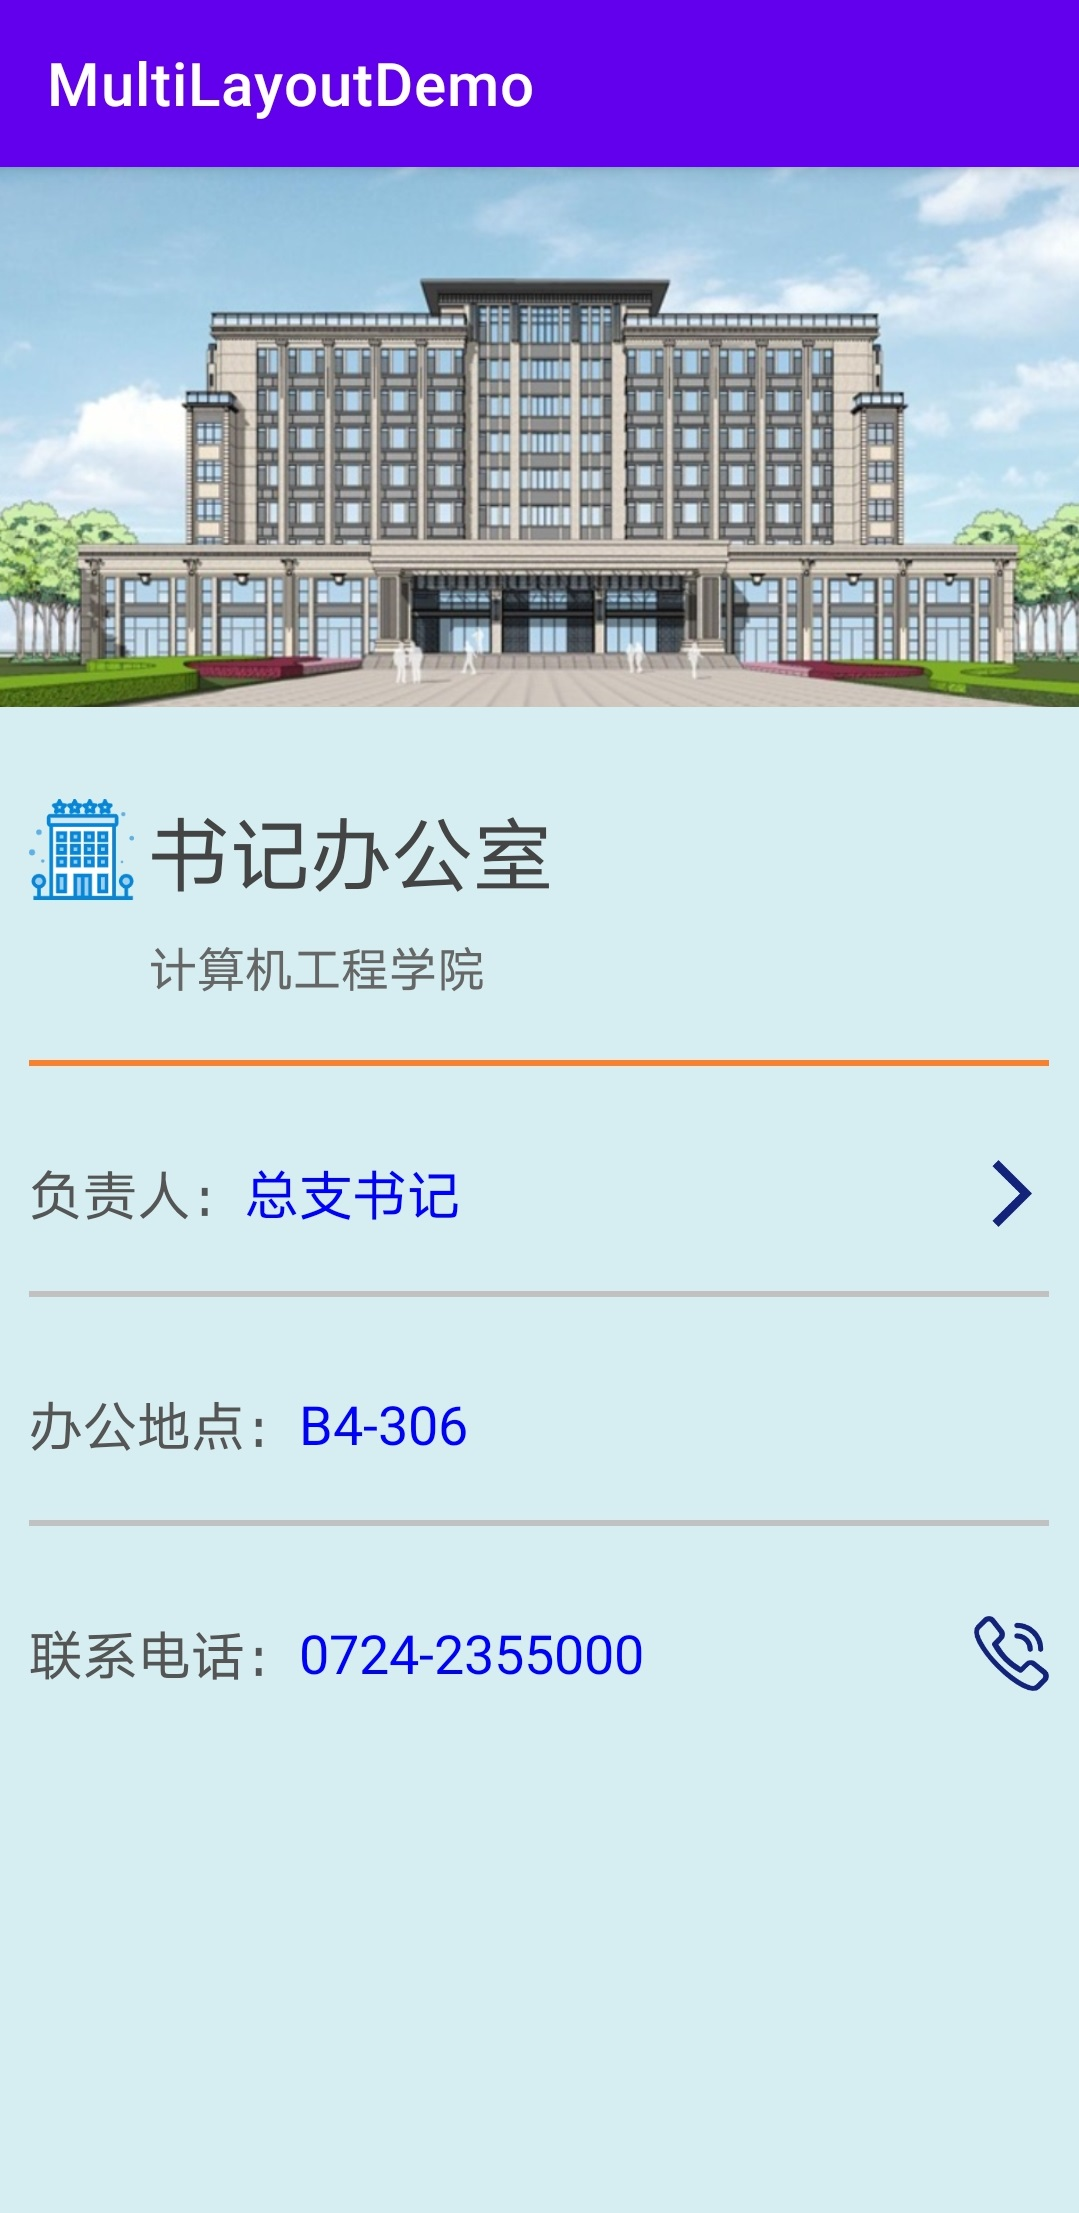 MultiLayoutDemo
书记办公室
计算机工程学院
负责人：总支书记
办公地点：B4-306
联系电话：0724-2355000